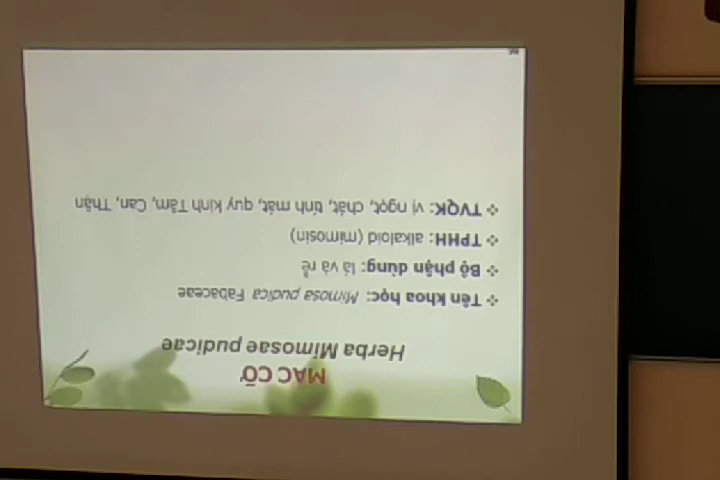 MẮC CỠ
Herba Mimosae pudicae
❖ Tên khoa học: Mimosa pudica Fabaceae
❖ Bộ phận dùng: lá và rễ
❖ TPHH: alkaloid (mimosin)
❖ TVQK: vị ngọt, chát, tính mát, quy kinh Tâm, Can, Thận